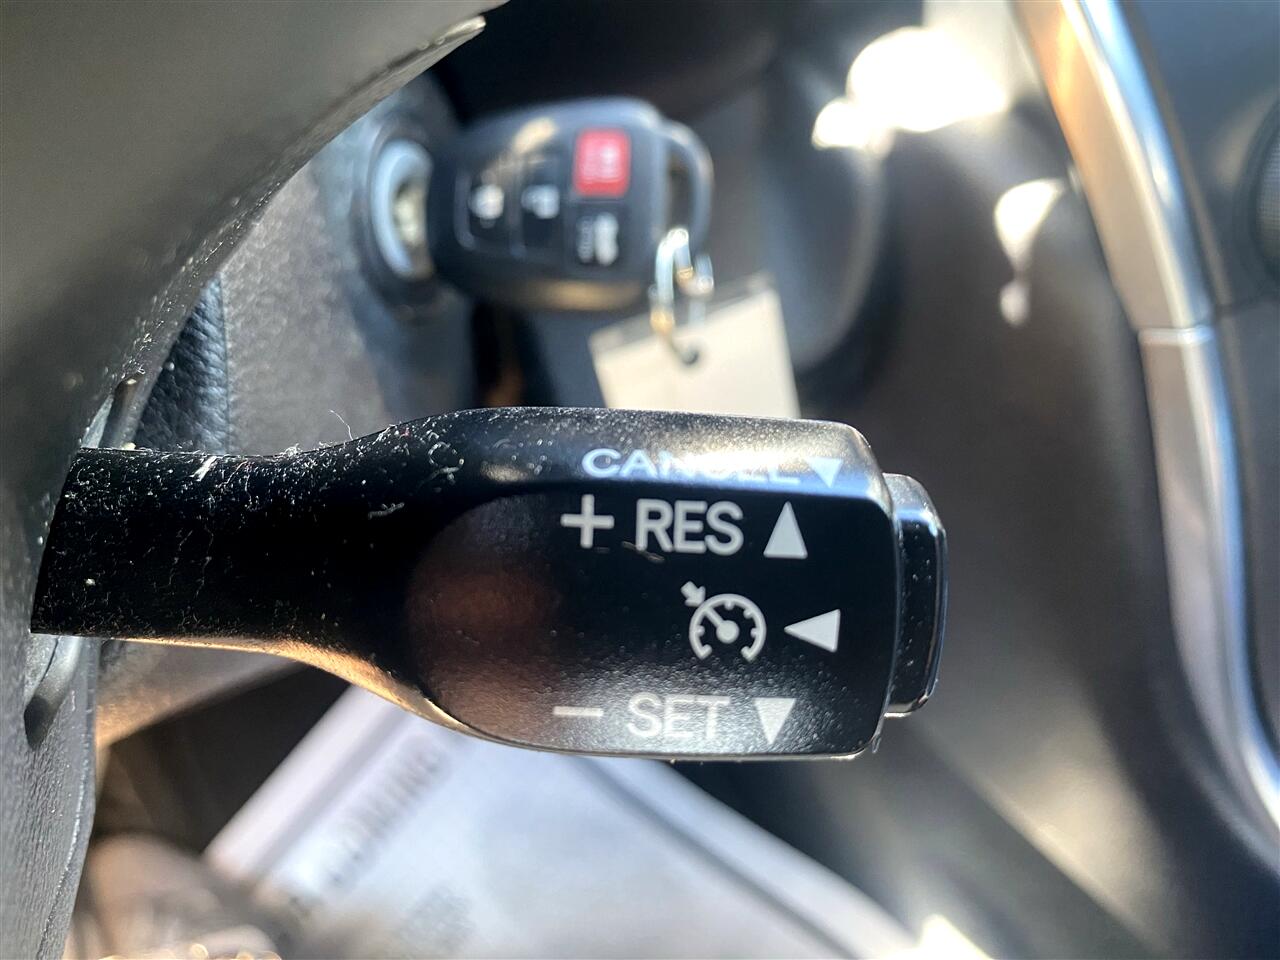 CANCEL ▼
+ RES ▲
◀
− SET ▼